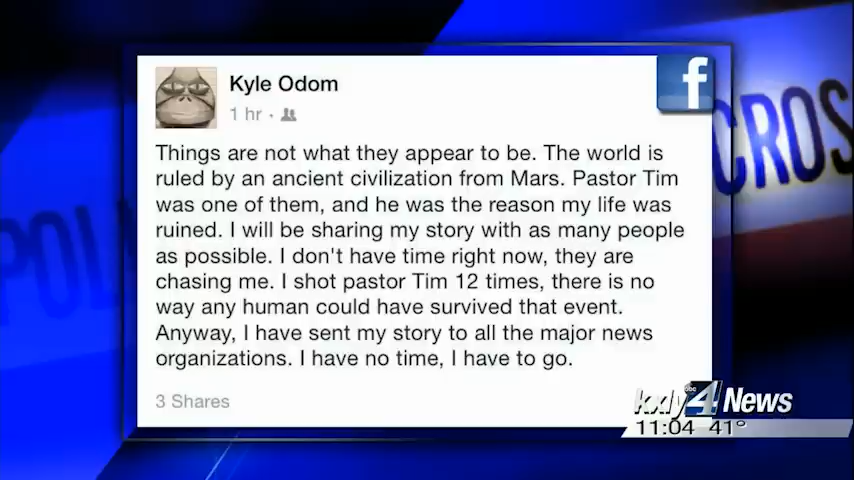 Kyle Odom
1 hr ·
f
Things are not what they appear to be. The world is
ruled by an ancient civilization from Mars. Pastor Tim
was one of them, and he was the reason my life was
ruined. I will be sharing my story with as many people
as possible. I don't have time right now, they are
chasing me. I shot pastor Tim 12 times, there is no
way any human could have survived that event.
Anyway, I have sent my story to all the major news
organizations. I have no time, I have to go.
3 Shares
POL
CROS
kxly abc 4 News
11:04 41°